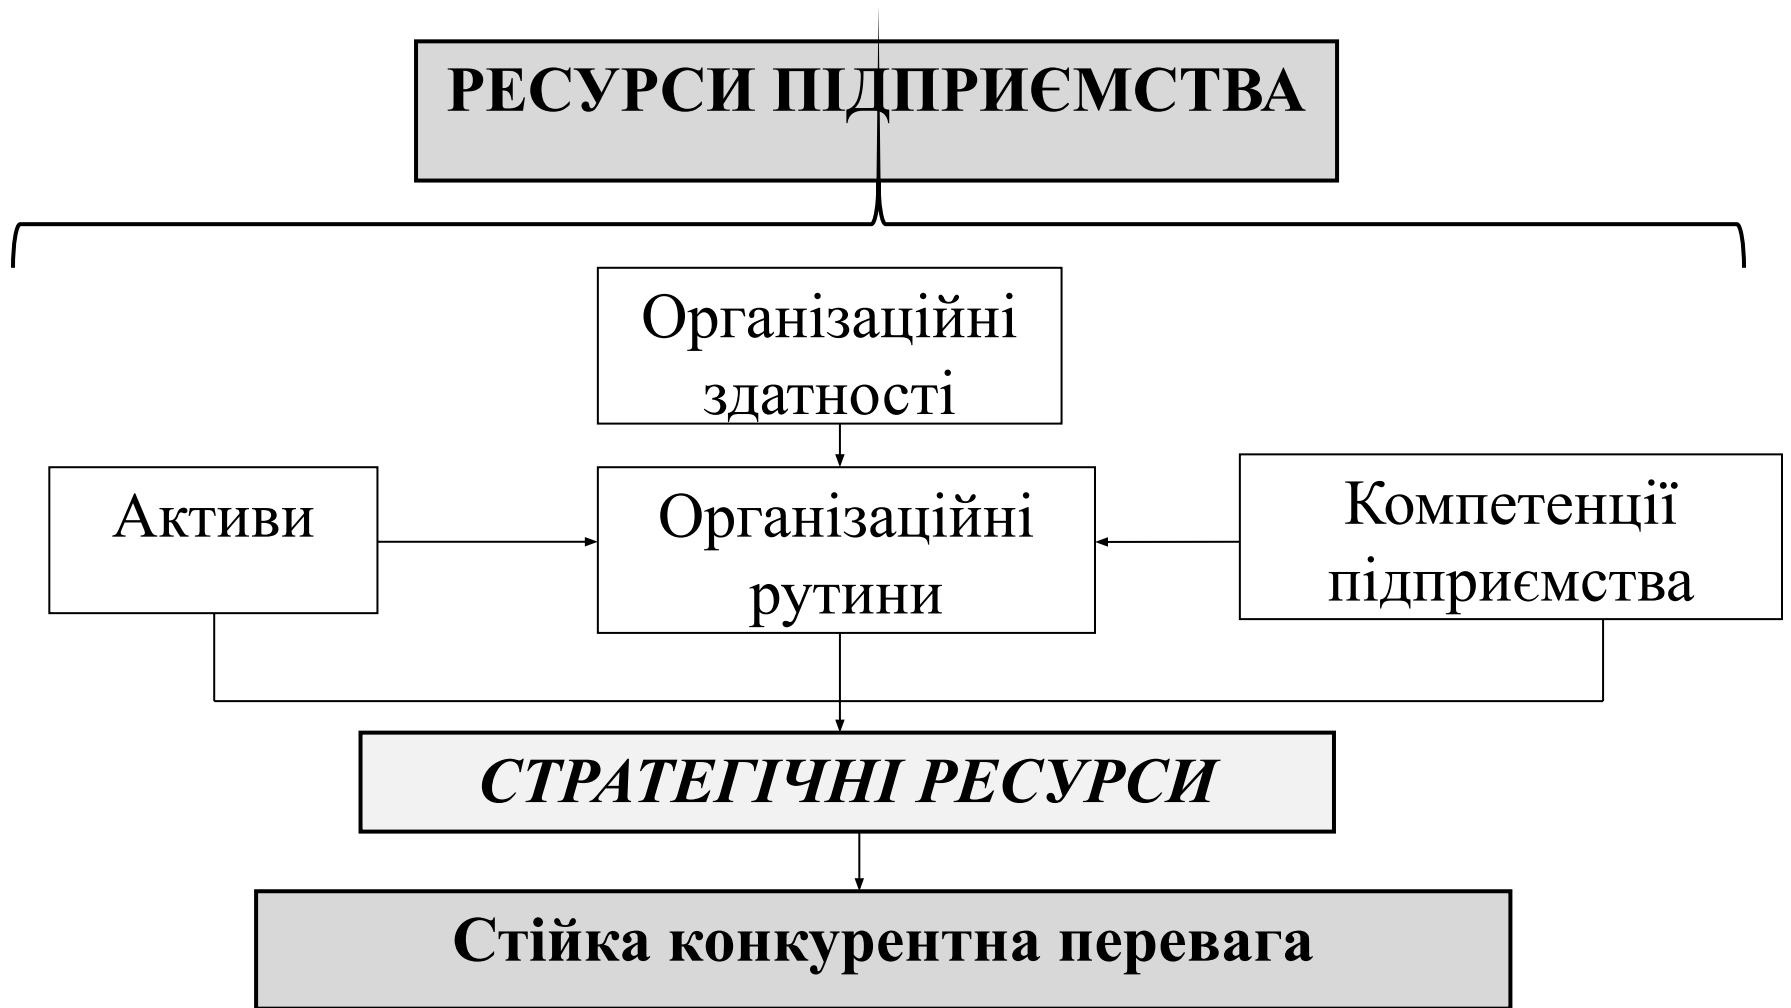 РЕСУРСИ ПІДПРИЄМСТВА
Організаційні
здатності
Активи
Організаційні
рутини
Компетенції
підприємства
СТРАТЕГІЧНІ РЕСУРСИ
Стійка конкурентна перевага